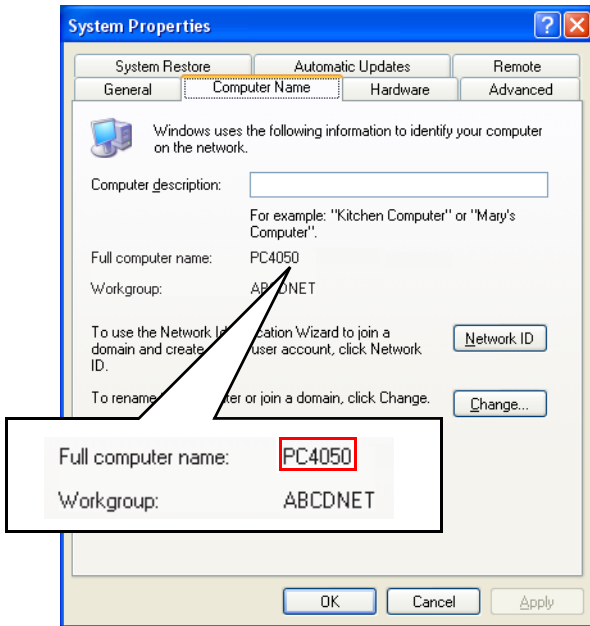 System Properties
System Restore Automatic Updates Remote
General Computer Name Hardware Advanced
Windows uses the following information to identify your computer
on the network.
Computer description:
For example: "Kitchen Computer" or "Mary's
Computer".
Full computer name: PC4050
Workgroup: ABCDNET
To use the Network Id cation Wizard to join a
domain and create user account, click Network
ID.
Network ID
To rename ter or join a domain, click Change.
Change...
Full computer name: PC4050
Workgroup: ABCDNET
OK Cancel Apply